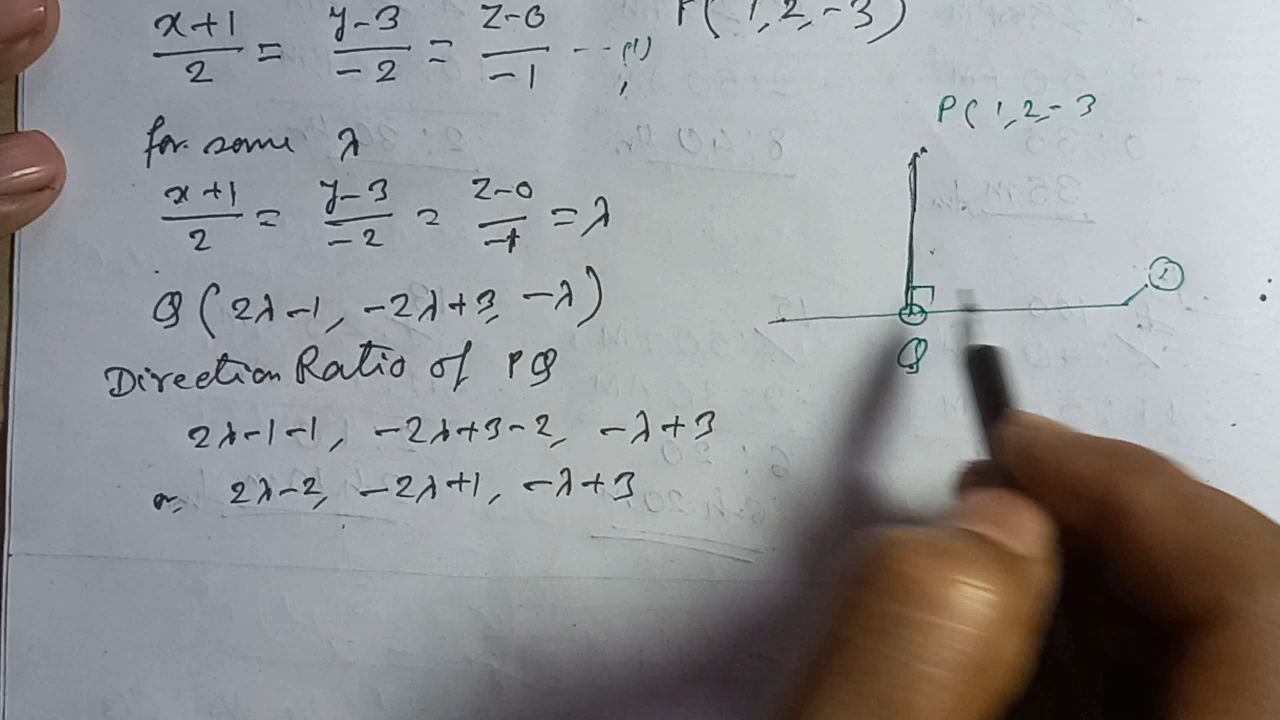 x+1/2 = y-3/-2 = z-0/-1 --- (1)
P(1, 2, -3)
for some λ
x+1/2 = y-3/-2 = z-0/-1 = λ
Q(2λ-1, -2λ+3, -λ)
Direction Ratio of PQ
2λ-1-1, -2λ+3-2, -λ+3
or, 2λ-2, -2λ+1, -λ+3
P(1,2,-3
Q